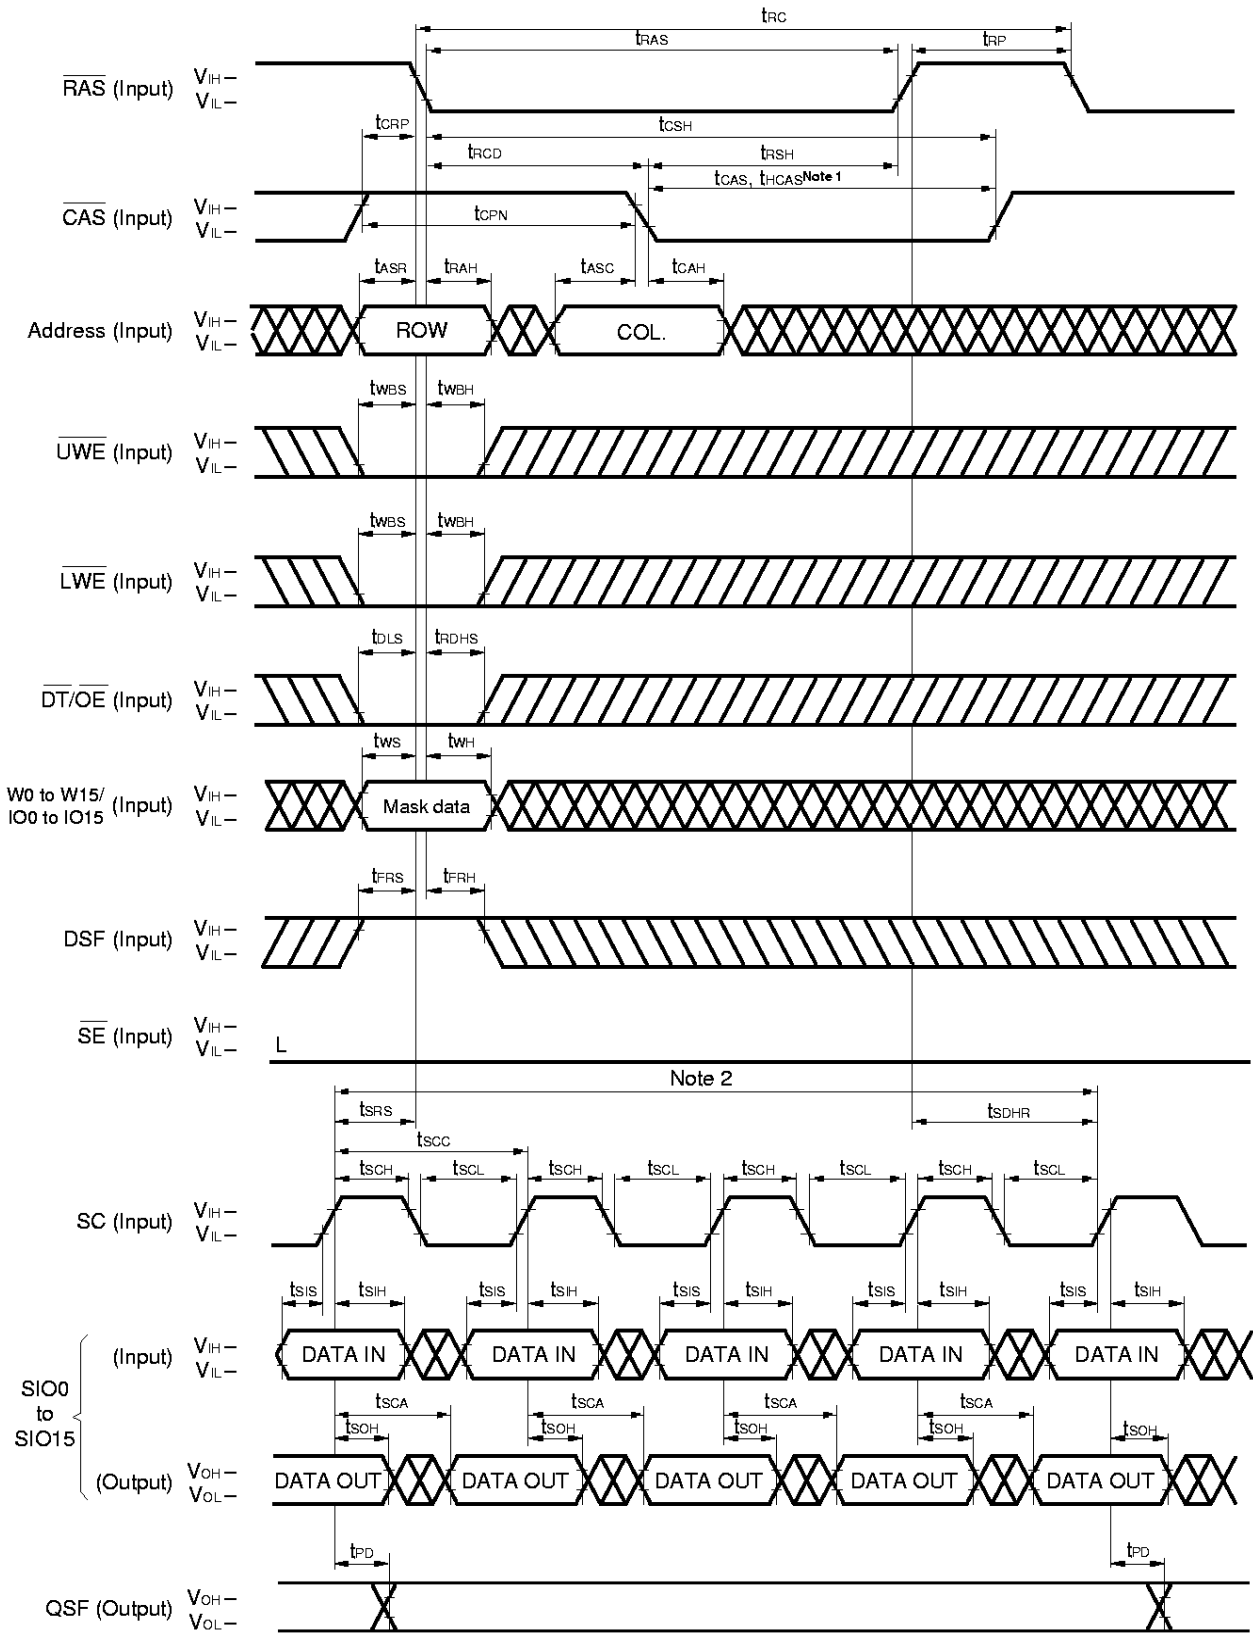 tRC
tRAS
tRP
RAS (Input)
VIH
VIL
tCRP
tCSH
tRCD
tRSH
tCAS, tHCAS Note 1
CAS (Input)
VIH
VIL
tCPN
tASR
tRAH
tASC
tCAH
Address (Input)
VIH
VIL
ROW
COL.
tWBS
tWBH
UWE (Input)
VIH
VIL
tWBS
tWBH
LWE (Input)
VIH
VIL
tDLS
tRDHS
DT/OE (Input)
VIH
VIL
tWS
tWH
W0 to W15/
IO0 to IO15
(Input)
VIH
VIL
Mask data
tFRS
tFRH
DSF (Input)
VIH
VIL
SE (Input)
VIH
VIL
L
Note 2
tSRS
tSDHR
tSCC
tSCH
tSCL
tSCH
tSCL
tSCH
tSCL
tSCH
tSCL
SC (Input)
VIH
VIL
tSIS
tSIH
tSIS
tSIH
tSIS
tSIH
tSIS
tSIH
tSIS
tSIH
SIO0
to
SIO15
(Input)
VIH
VIL
DATA IN
DATA IN
DATA IN
DATA IN
DATA IN
tSCA
tSCA
tSCA
tSCA
tSOH
tSOH
tSOH
tSOH
tSOH
(Output)
VOH
VOL
DATA OUT
DATA OUT
DATA OUT
DATA OUT
DATA OUT
tPD
tPD
QSF (Output)
VOH
VOL